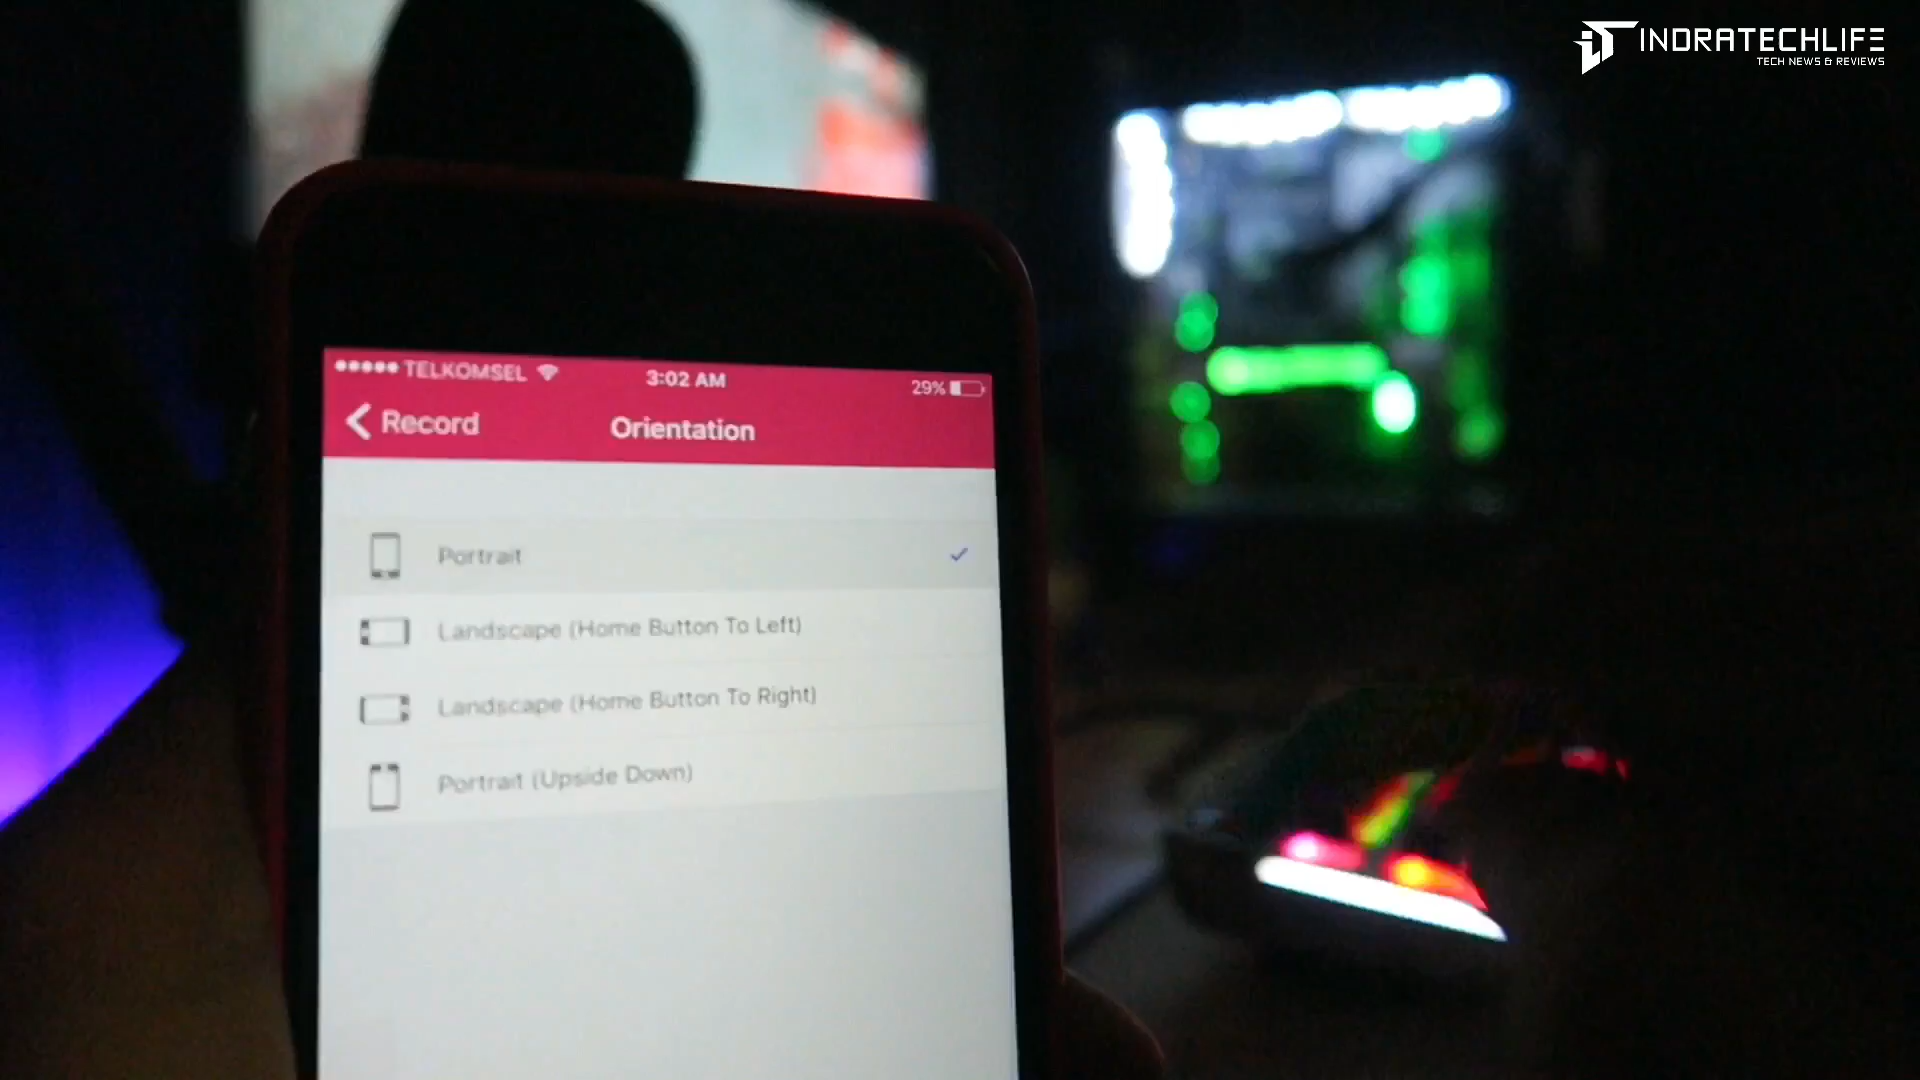 INDRATECHLIFE
TECH NEWS & REVIEWS
TELKOMSEL 3:02 AM 29%
Record Orientation
Portrait
Landscape (Home Button To Left)
Landscape (Home Button To Right)
Portrait (Upside Down)